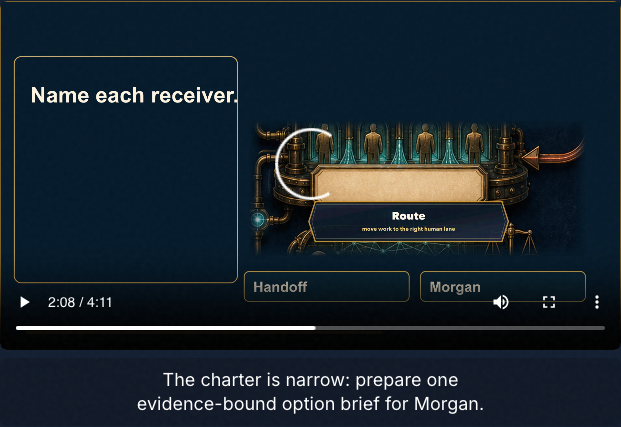 Name each receiver.
Route
move work to the right human lane
Handoff
Morgan
2:08 / 4:11
The charter is narrow: prepare one
evidence-bound option brief for Morgan.